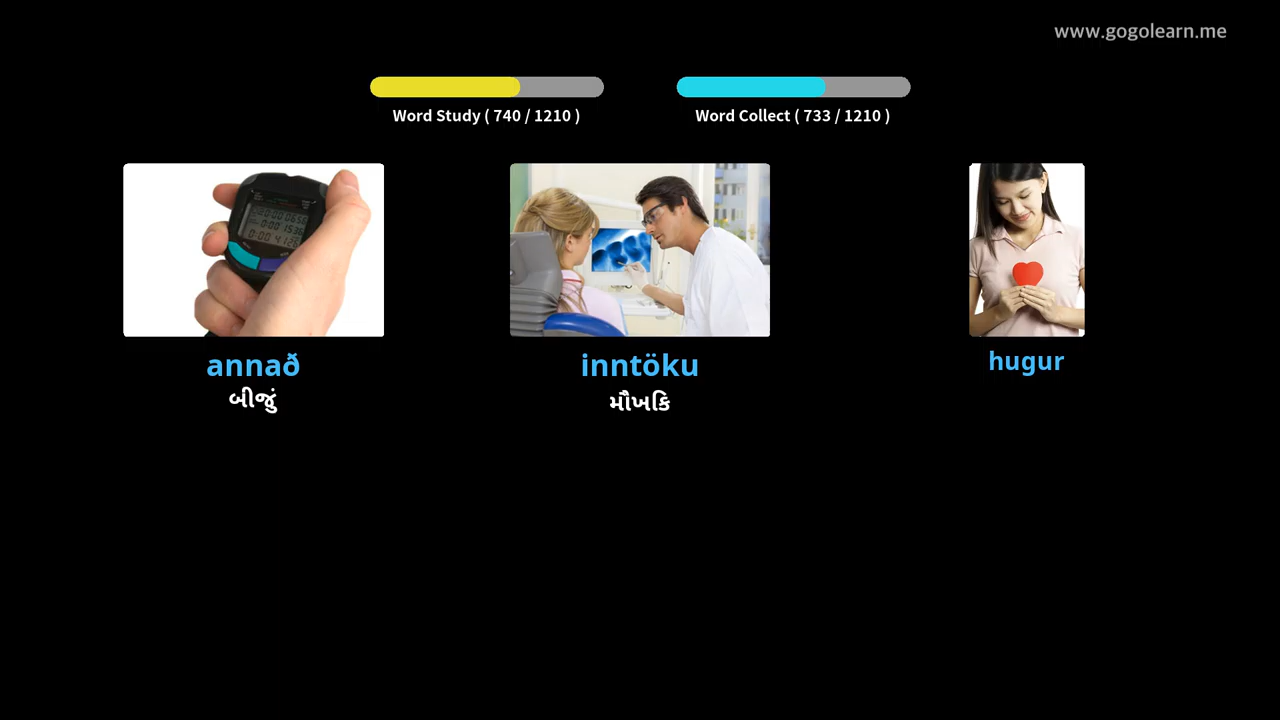 www.gogolearn.me
Word Study ( 740 / 1210 )
Word Collect ( 733 / 1210 )
annað
inntöku
hugur
બીજું
મૌખિક